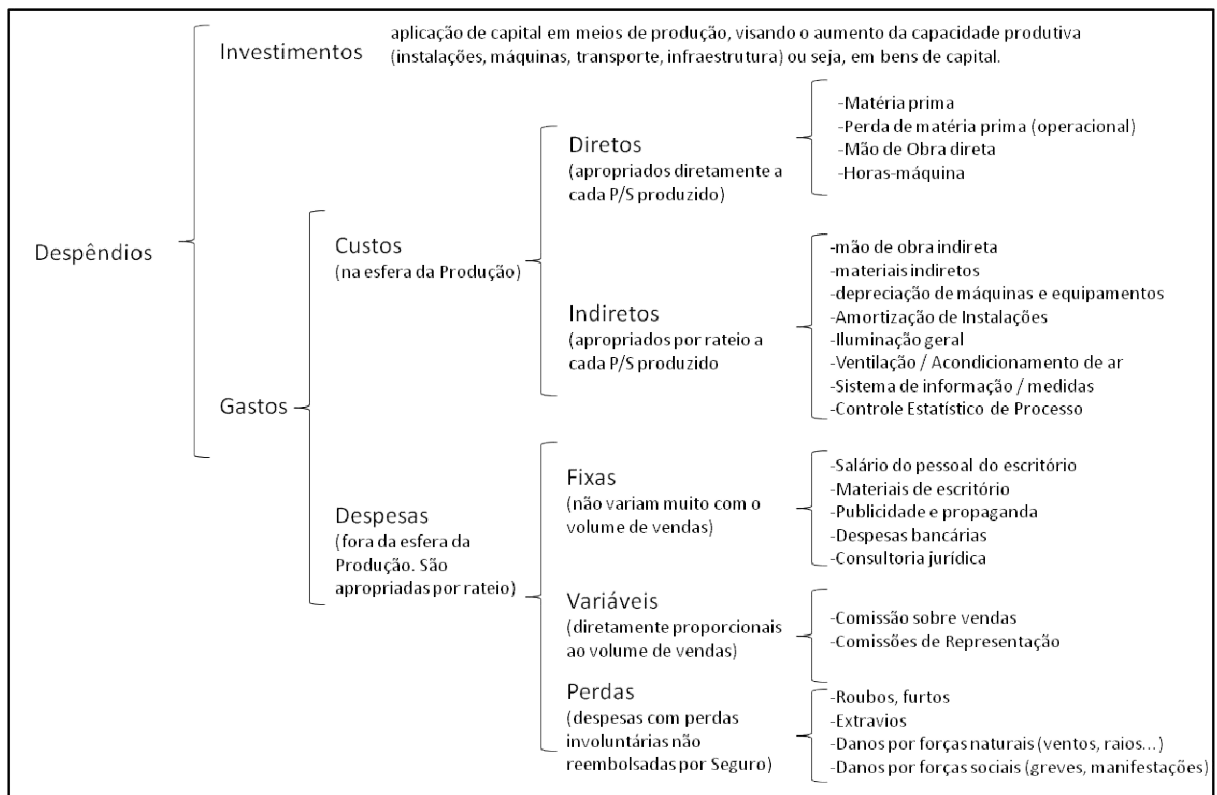 Investimentos
aplicação de capital em meios de produção, visando o aumento da capacidade produtiva
(instalações, máquinas, transporte, infraestrutura) ou seja, em bens de capital.
Despêndios
Gastos
Custos
(na esfera da Produção)
Diretos
(apropriados diretamente a
cada P/S produzido)
-Matéria prima
-Perda de matéria prima (operacional)
-Mão de Obra direta
-Horas-máquina
Indiretos
(apropriados por rateio a
cada P/S produzido
-mão de obra indireta
-materiais indiretos
-depreciação de máquinas e equipamentos
-Amortização de Instalações
-Iluminação geral
-Ventilação / Acondicionamento de ar
-Sistema de informação / medidas
-Controle Estatístico de Processo
Despesas
(fora da esfera da
Produção. São
apropriadas por rateio)
Fixas
(não variam muito com o
volume de vendas)
-Salário do pessoal do escritório
-Materiais de escritório
-Publicidade e propaganda
-Despesas bancárias
-Consultoria jurídica
Variáveis
(diretamente proporcionais
ao volume de vendas)
-Comissão sobre vendas
-Comissões de Representação
Perdas
(despesas com perdas
involuntárias não
reembolsadas por Seguro)
-Roubos, furtos
-Extravios
-Danos por forças naturais (ventos, raios...)
-Danos por forças sociais (greves, manifestações)